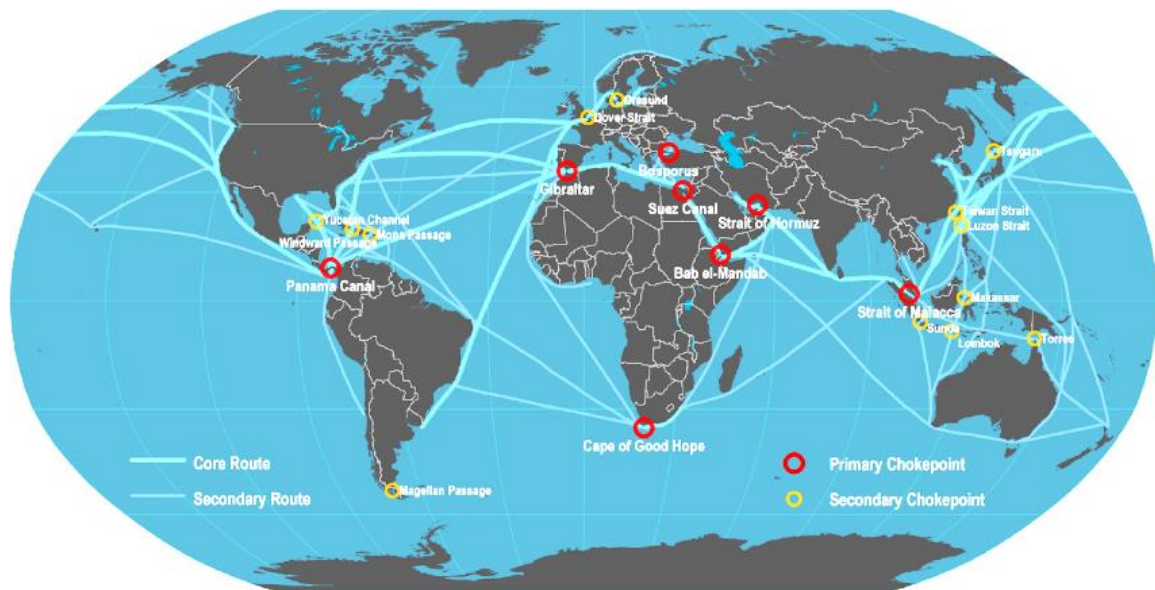 Oresund
Dover Strait
Tsugaru
Bosporus
Gibraltar
Suez Canal
Strait of Hormuz
Taiwan Strait
Luzon Strait
Yucatan Channel
Windward Passage
Mona Passage
Bab el-Mandab
Panama Canal
Makassar
Strait of Malacca
Sunda
Lombok
Torres
Cape of Good Hope
Core Route
Primary Chokepoint
Magellan Passage
Secondary Route
Secondary Chokepoint